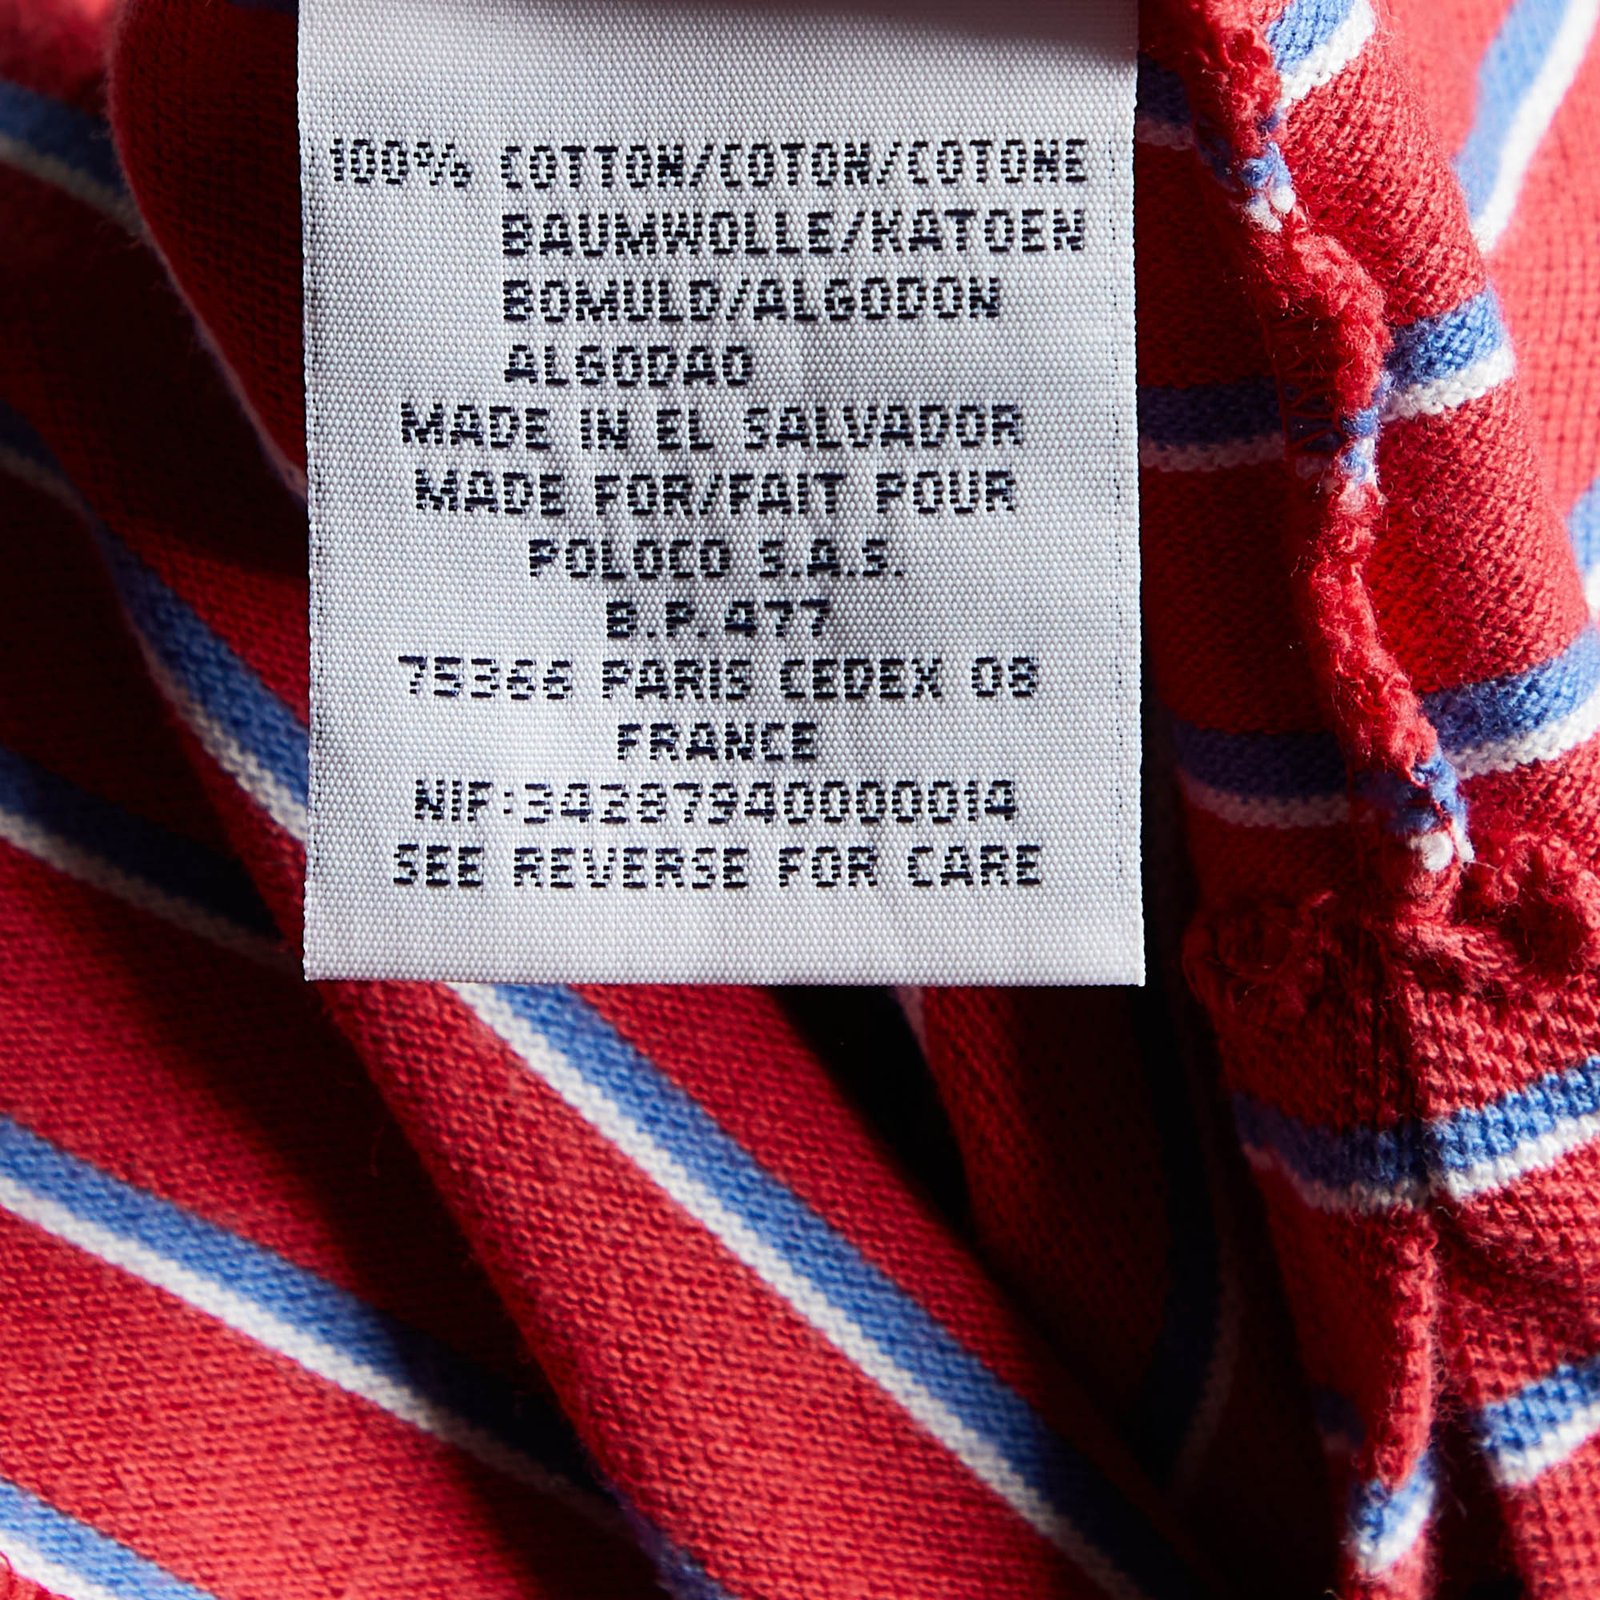 100% COTTON/COTON/COTONE
BAUMWOLLE/KATOEN
BOMULD/ALGODON
ALGODAO
MADE IN EL SALVADOR
MADE FOR/FAIT POUR
POLOCO S.A.S.
B.P. 477
75366 PARIS CEDEX 08
FRANCE
NIF:34287940000014
SEE REVERSE FOR CARE